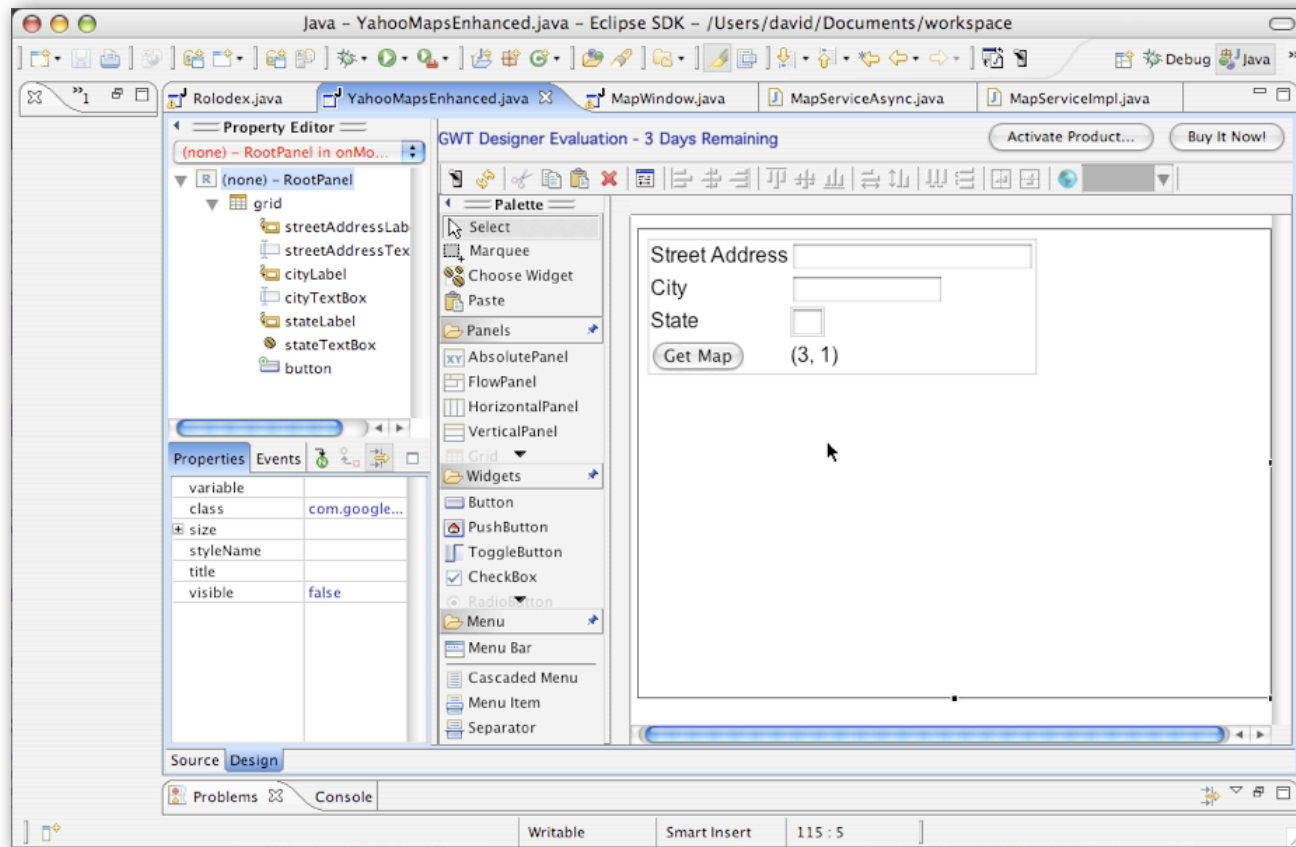 Java – YahooMapsEnhanced.java – Eclipse SDK – /Users/david/Documents/workspace
Debug Java
1 Rolodex.java YahooMapsEnhanced.java MapWindow.java MapServiceAsync.java MapServiceImpl.java
Property Editor
(none) – RootPanel in onMo...
(none) – RootPanel
grid
streetAddressLab
streetAddressTex
cityLabel
cityTextBox
stateLabel
stateTextBox
button
Properties Events
variable
class com.google...
size
styleName
title
visible false
GWT Designer Evaluation - 3 Days Remaining
Activate Product... Buy It Now!
Palette
Select
Marquee
Choose Widget
Paste
Panels
XY AbsolutePanel
FlowPanel
HorizontalPanel
VerticalPanel
Grid
Widgets
Button
PushButton
ToggleButton
CheckBox
RadioButton
Menu
Menu Bar
Cascaded Menu
Menu Item
Separator
Street Address
City
State
Get Map (3, 1)
Source Design
Problems Console
Writable Smart Insert 115 : 5